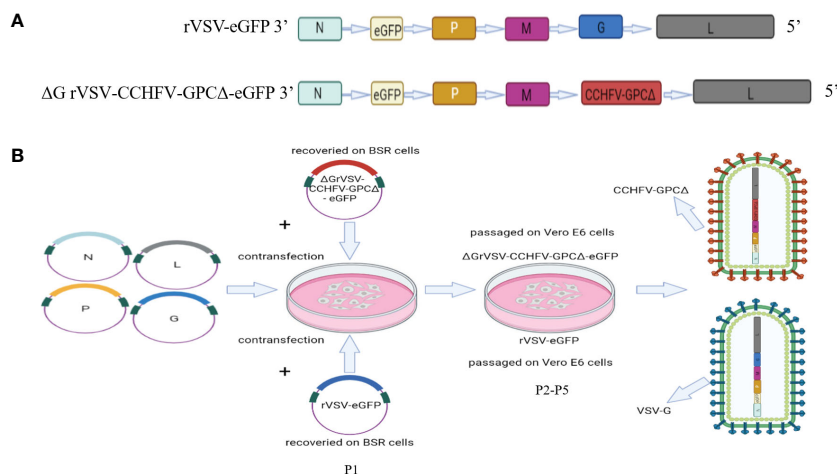 A
rVSV-eGFP 3’ N eGFP P M G L 5’
ΔG rVSV-CCHFV-GPCΔ-eGFP 3’ N eGFP P M CCHFV-GPCΔ L 5’
B
recoveried on BSR cells
ΔGrVSV-
CCHFV-GPCΔ
- eGFP
+
contransfection
N
L
P
G
contransfection
+
rVSV-eGFP
recoveried on BSR cells
P1
passaged on Vero E6 cells
ΔGrVSV-CCHFV-GPCΔ-eGFP
rVSV-eGFP
passaged on Vero E6 cells
P2-P5
CCHFV-GPCΔ
VSV-G